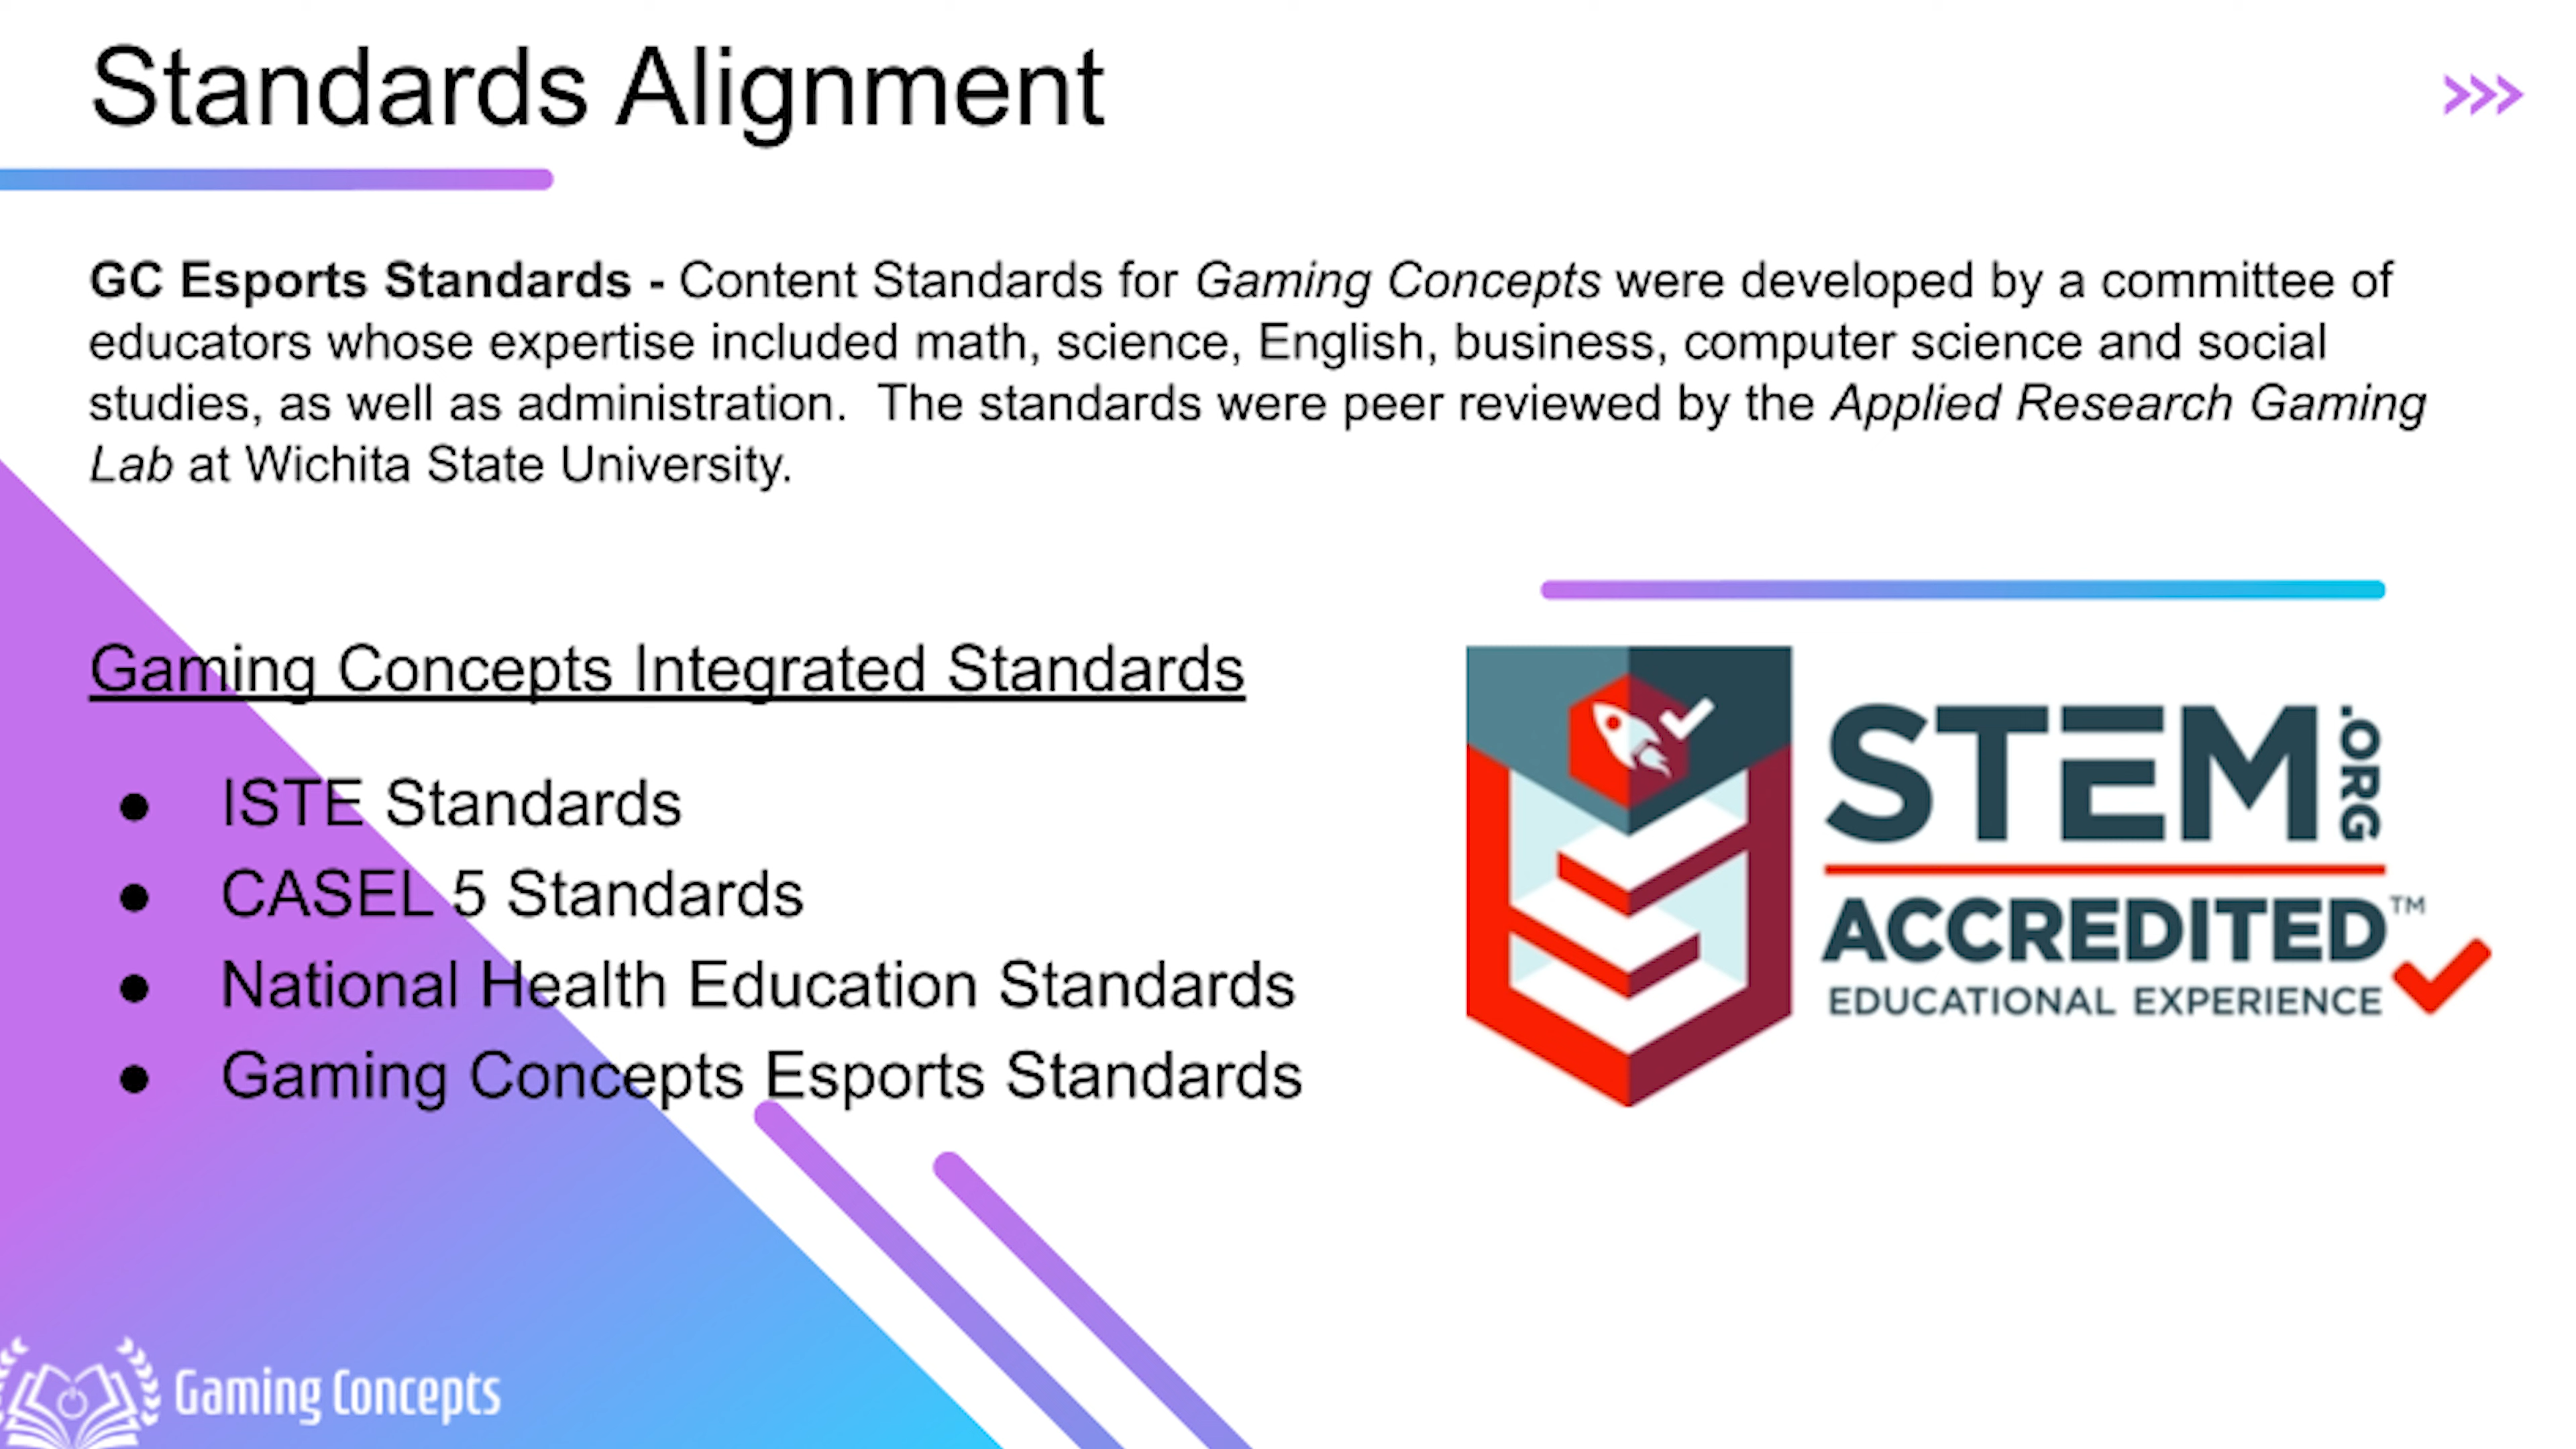 Standards Alignment
>>>
GC Esports Standards - Content Standards for Gaming Concepts were developed by a committee of
educators whose expertise included math, science, English, business, computer science and social
studies, as well as administration.  The standards were peer reviewed by the Applied Research Gaming
Lab at Wichita State University.
Gaming Concepts Integrated Standards
● ISTE Standards
● CASEL 5 Standards
● National Health Education Standards
● Gaming Concepts Esports Standards
STEM.ORG
ACCREDITED™
EDUCATIONAL EXPERIENCE
Gaming Concepts